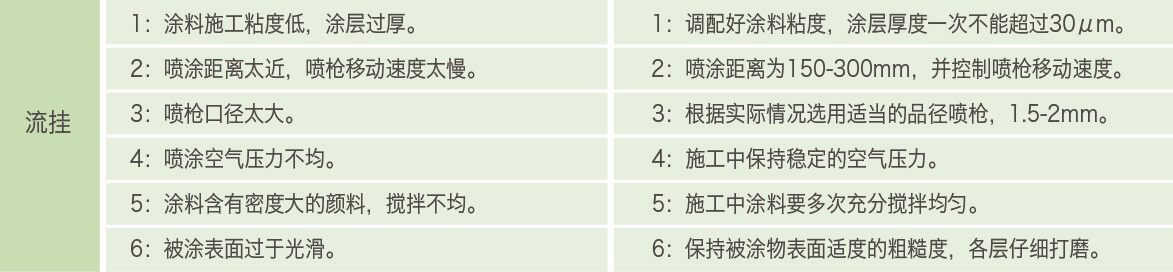 流挂
1：涂料施工粘度低，涂层过厚。
1：调配好涂料粘度，涂层厚度一次不能超过30μm。
2：喷涂距离太近，喷枪移动速度太慢。
2：喷涂距离为150-300mm，并控制喷枪移动速度。
3：喷枪口径太大。
3：根据实际情况选用适当的品径喷枪，1.5-2mm。
4：喷涂空气压力不均。
4：施工中保持稳定的空气压力。
5：涂料含有密度大的颜料，搅拌不均。
5：施工中涂料要多次充分搅拌均匀。
6：被涂表面过于光滑。
6：保持被涂物表面适度的粗糙度，各层仔细打磨。